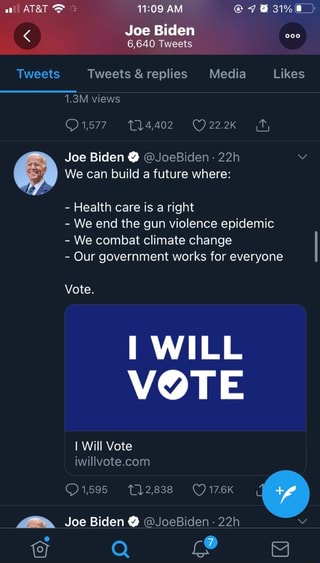 AT&T 11:09 AM 31%
Joe Biden
6,640 Tweets
Tweets Tweets & replies Media Likes
1.3M views
1,577 4,402 22.2K
Joe Biden @JoeBiden · 22h
We can build a future where:
- Health care is a right
- We end the gun violence epidemic
- We combat climate change
- Our government works for everyone
Vote.
I WILL
VOTE
I Will Vote
iwillvote.com
1,595 2,838 17.6K
Joe Biden @JoeBiden · 22h
7